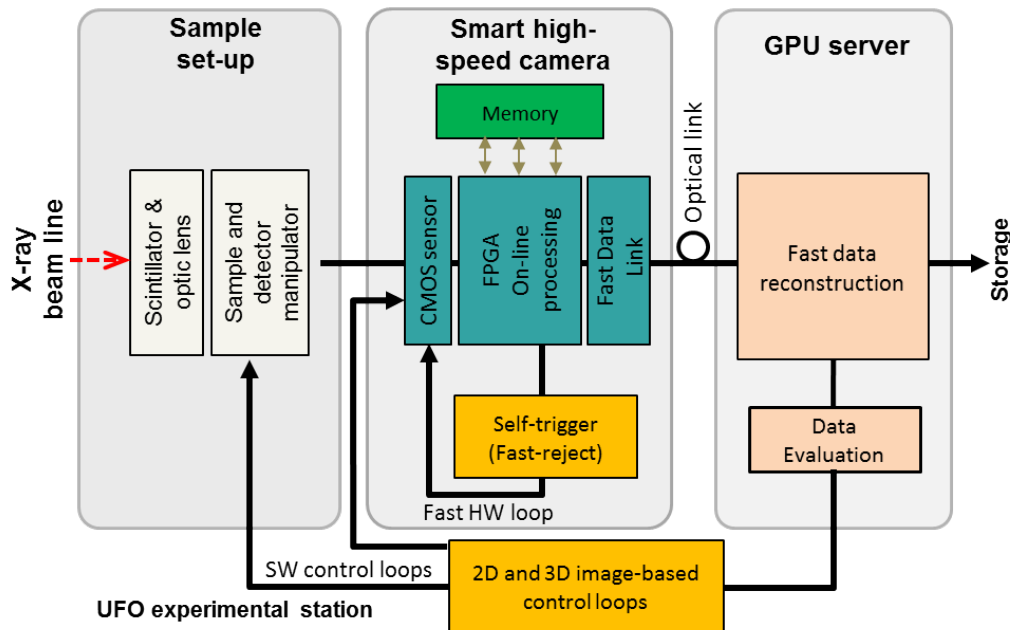 Sample
set-up
Smart high-
speed camera
GPU server
Memory
Optical link
X-ray
beam line
Scintillator &
optic lens
Sample and
detector
manipulator
CMOS sensor
FPGA
On-line
processing
Fast Data
Link
Fast data
reconstruction
Storage
Self-trigger
(Fast-reject)
Data
Evaluation
Fast HW loop
SW control loops
2D and 3D image-based
control loops
UFO experimental station